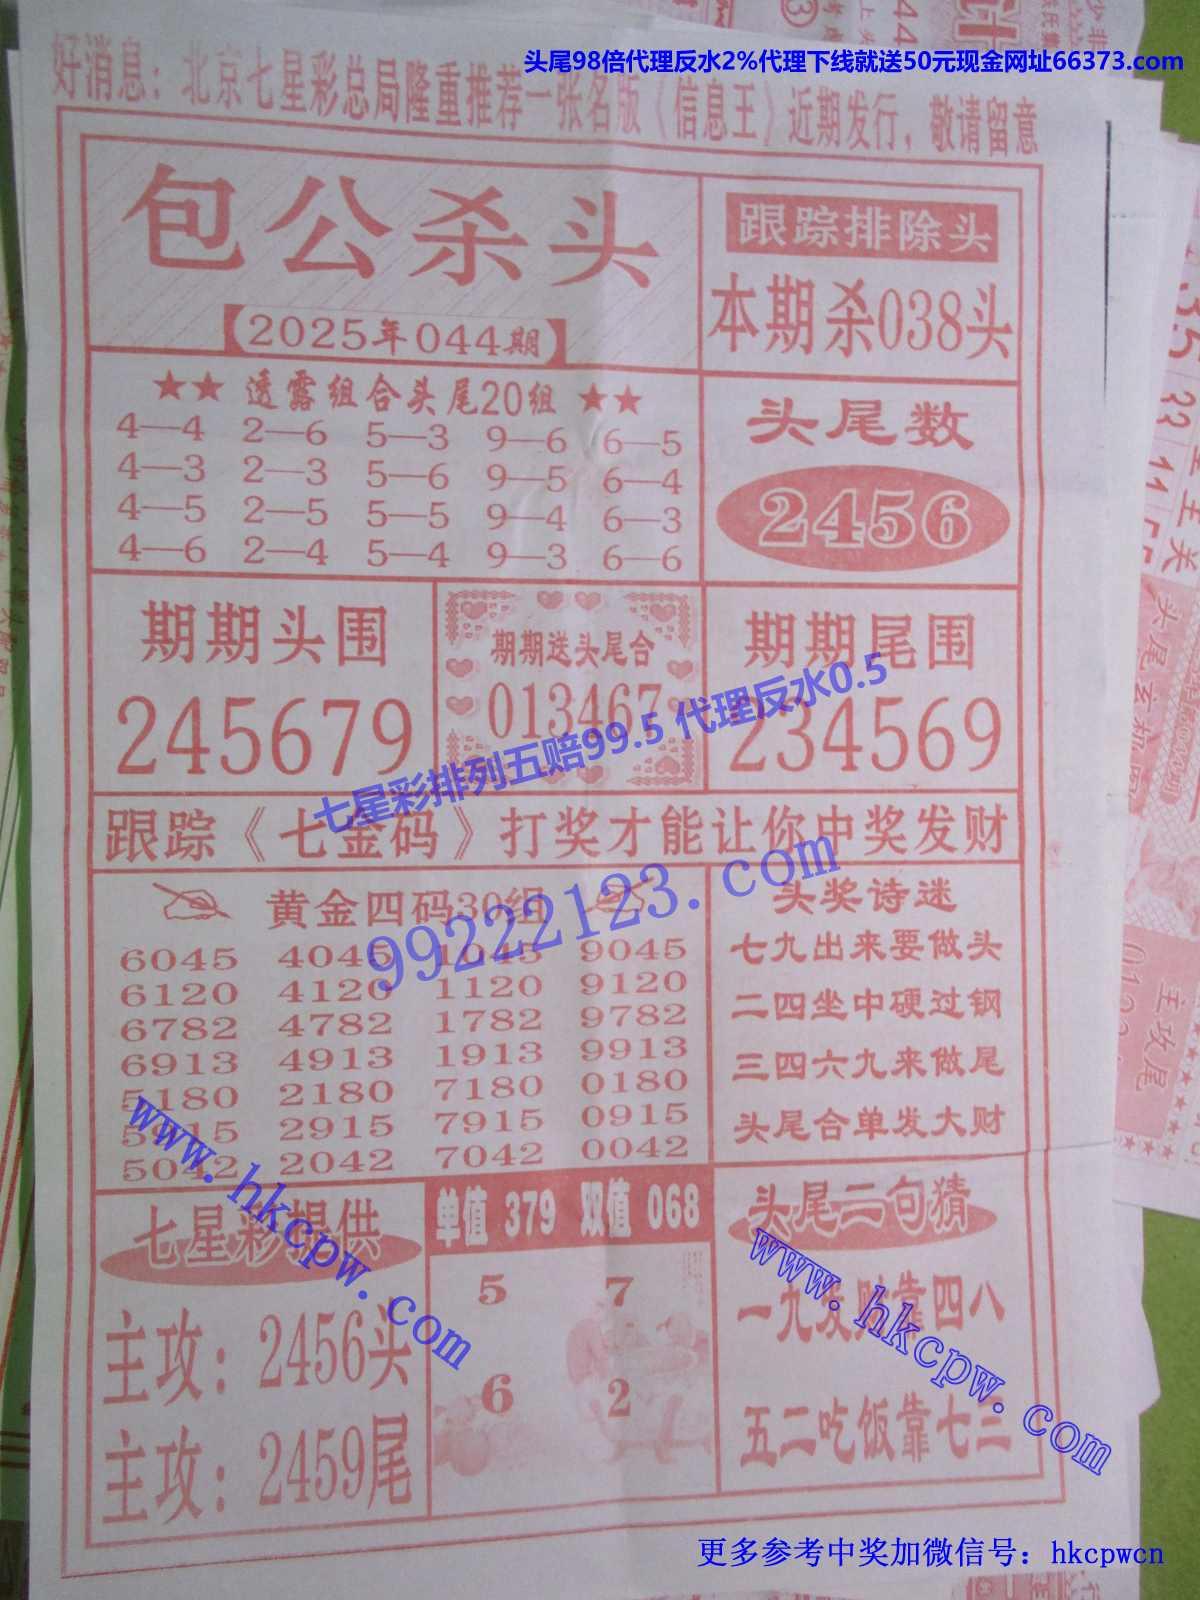 头尾98倍代理反水2%代理下线就送50元现金网址66373.com
好消息：北京七星彩总局隆重推荐一张名版《信息王》近期发行，敬请留意
包公杀头
【2025年044期】
跟踪排除头
本期杀038头
★★ 透露组合头尾20组 ★★
4—4 2—6 5—3 9—6 6—5
4—3 2—3 5—6 9—5 6—4
4—5 2—5 5—5 9—4 6—3
4—6 2—4 5—4 9—3 6—6
头尾数
2456
期期头围
245679
期期送头尾合
013467
期期尾围
234569
七星彩排列五赔99.5 代理反水0.5
跟踪《七金码》打奖才能让你中奖发财
99222123.com
黄金四码30组
6045 4045 1045 9045
6120 4120 1120 9120
6782 4782 1782 9782
6913 4913 1913 9913
5180 2180 7180 0180
5915 2915 7915 0915
5042 2042 7042 0042
头奖诗迷
七九出来要做头
二四坐中硬过钢
三四六九来做尾
头尾合单发大财
www.hkcpw.com
七星彩提供
主攻：2456头
主攻：2459尾
单值 379 双值 068
5 7
6 2
头尾二句猜
一九发财靠四八
五二吃饭靠七三
www.hkcpw.com
更多参考中奖加微信号：hkcpwcn
主攻尾